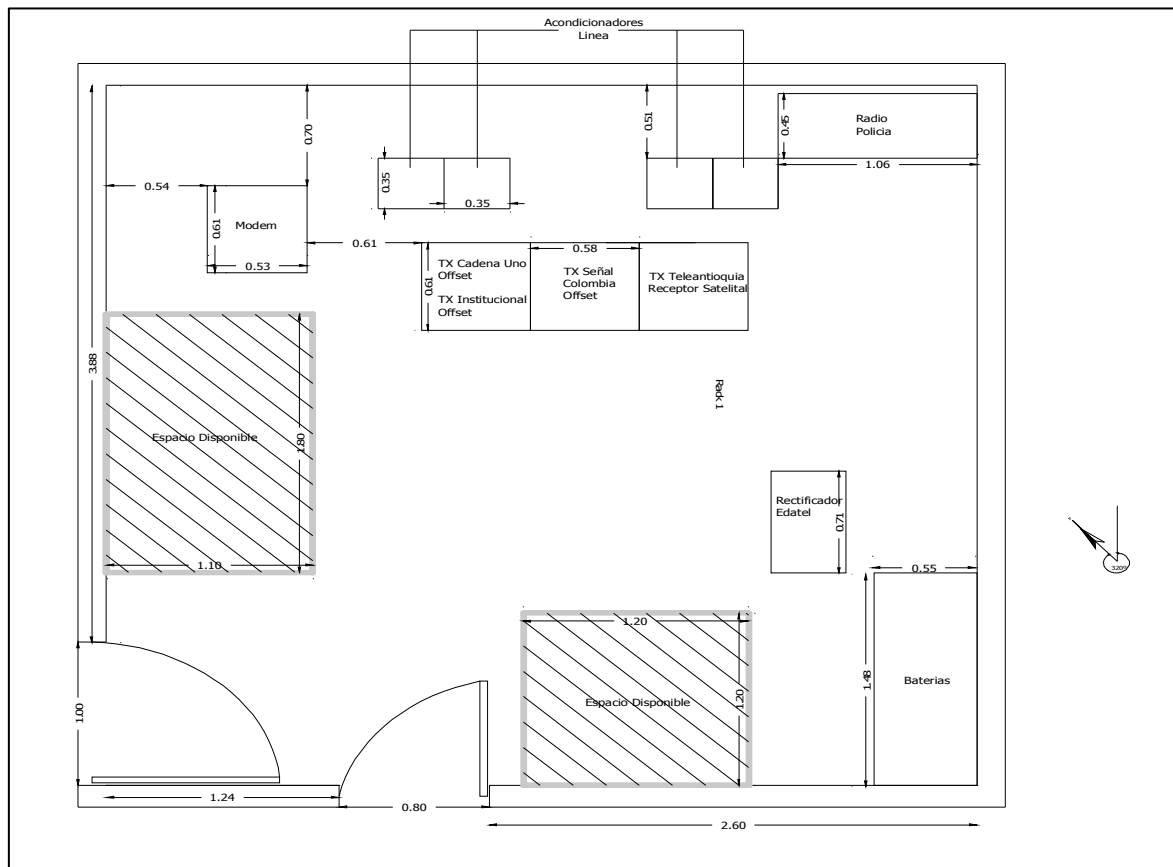 Acondicionadores
Linea
0.70
0.51
0.45
Radio
Policia
1.06
0.54
0.35
0.35
0.61
Modem
0.53
0.61
0.61
TX Cadena Uno
Offset
TX Institucional
Offset
0.58
TX Señal
Colombia
Offset
TX Teleantioquia
Receptor Satelital
3.88
Espacio Disponible
1.80
1.10
Rack 1
Rectificador
Edatel
0.71
0.55
1.48
Baterias
1.20
Espacio Disponible
1.20
1.00
1.24
0.80
2.60